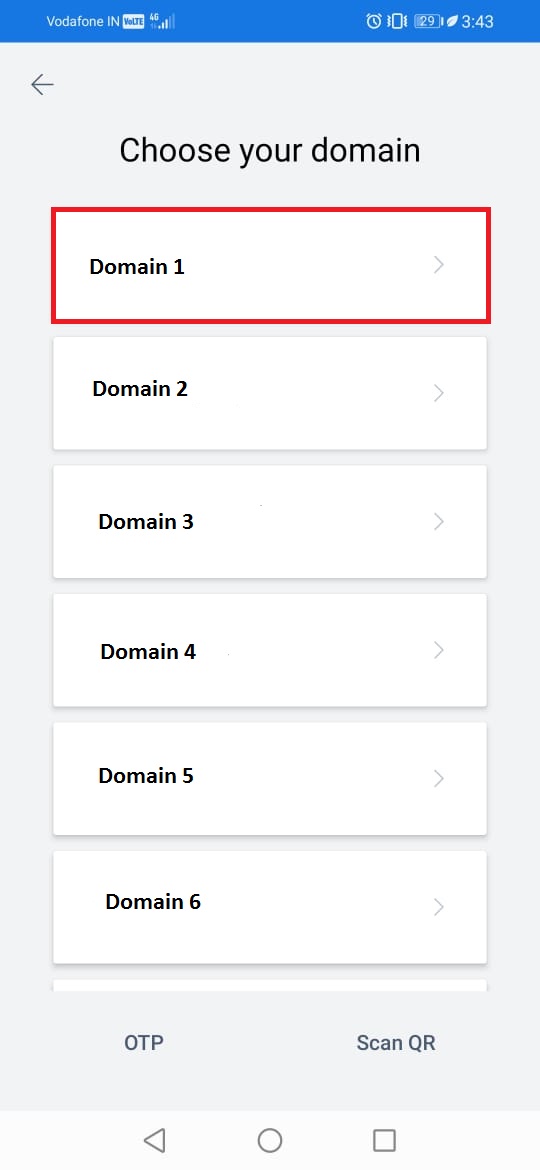 Vodafone IN VoLTE 4G 29 3:43
Choose your domain
Domain 1
Domain 2
Domain 3
Domain 4
Domain 5
Domain 6
OTP Scan QR